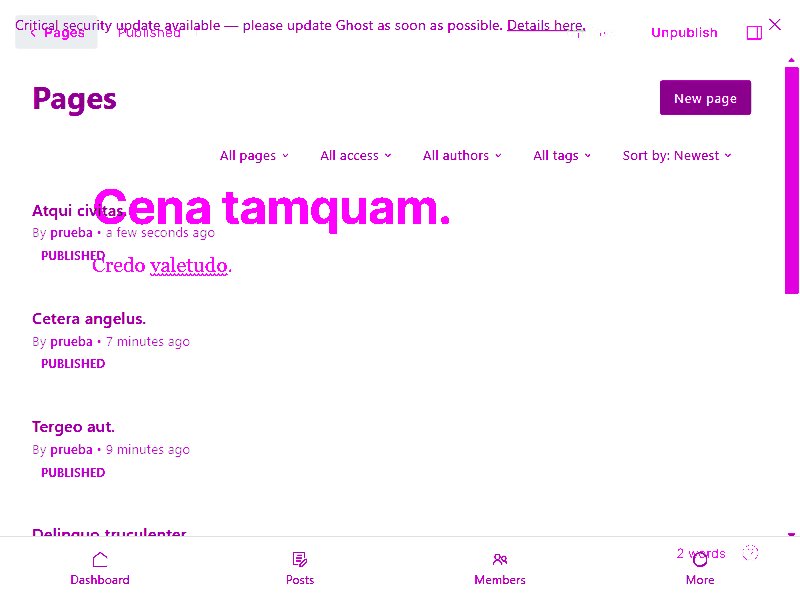 Critical security update available — please update Ghost as soon as possible. Details here.
Pages
Published
Unpublish
Pages
New page
All pages
All access
All authors
All tags
Sort by: Newest
Cena tamquam.
Atqui civitas.
By prueba • a few seconds ago
PUBLISHED
Credo valetudo.
Cetera angelus.
By prueba • 7 minutes ago
PUBLISHED
Tergeo aut.
By prueba • 9 minutes ago
PUBLISHED
Delinquo truculenter.
2 words
Dashboard
Posts
Members
More